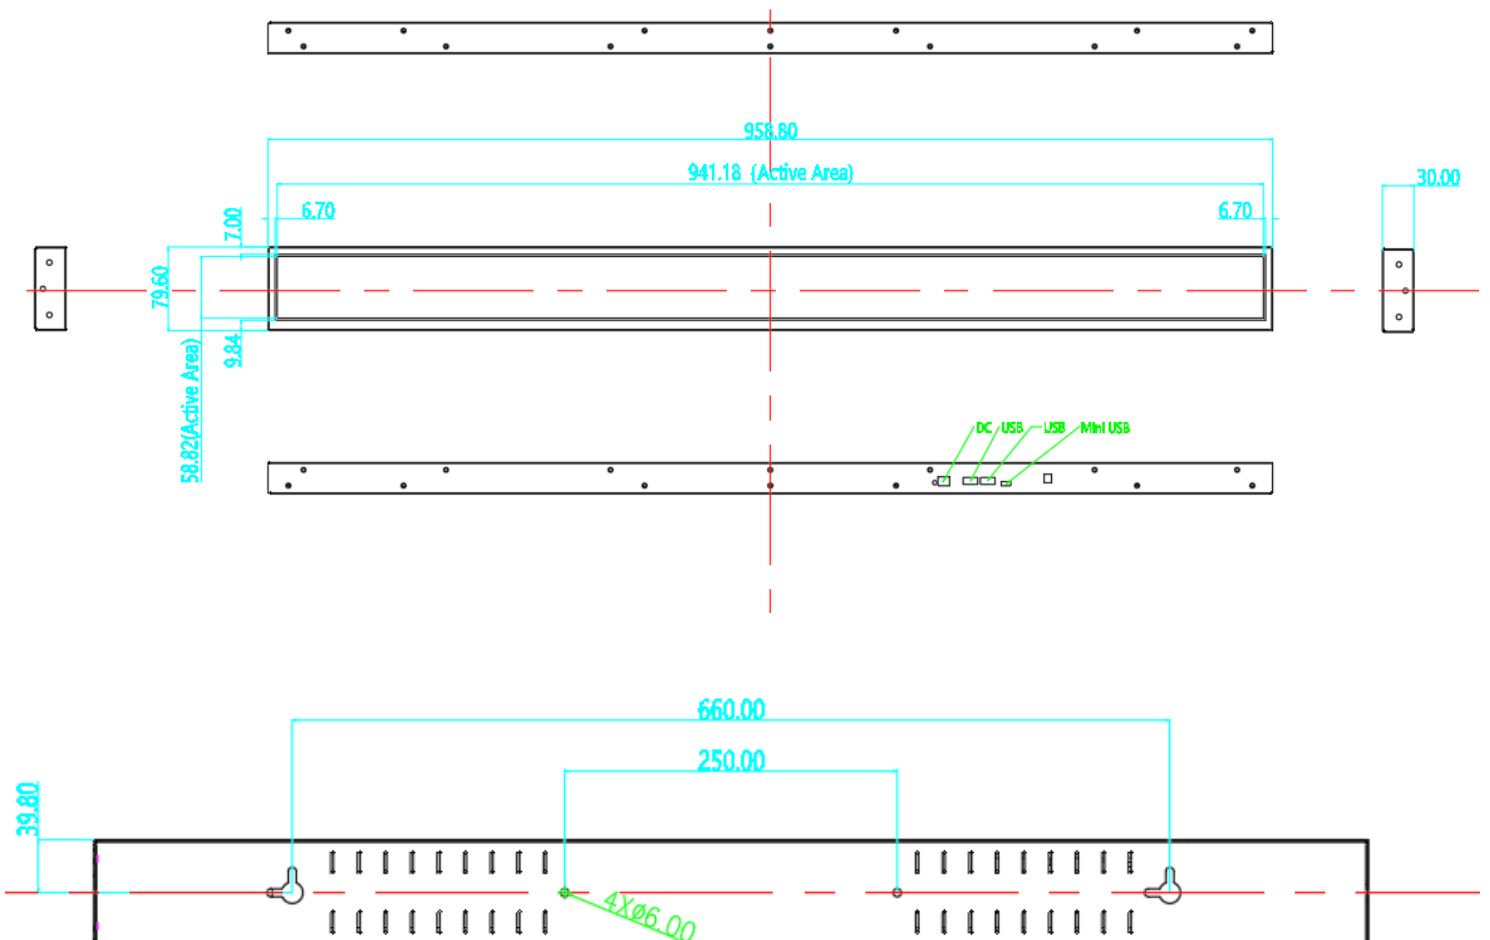 958.80
941.18 (Active Area)
30.00
6.70
6.70
7.00
79.60
9.84
58.82(Active Area)
DC
USB
USB
Mini USB
660.00
250.00
39.80
4Xø6.00